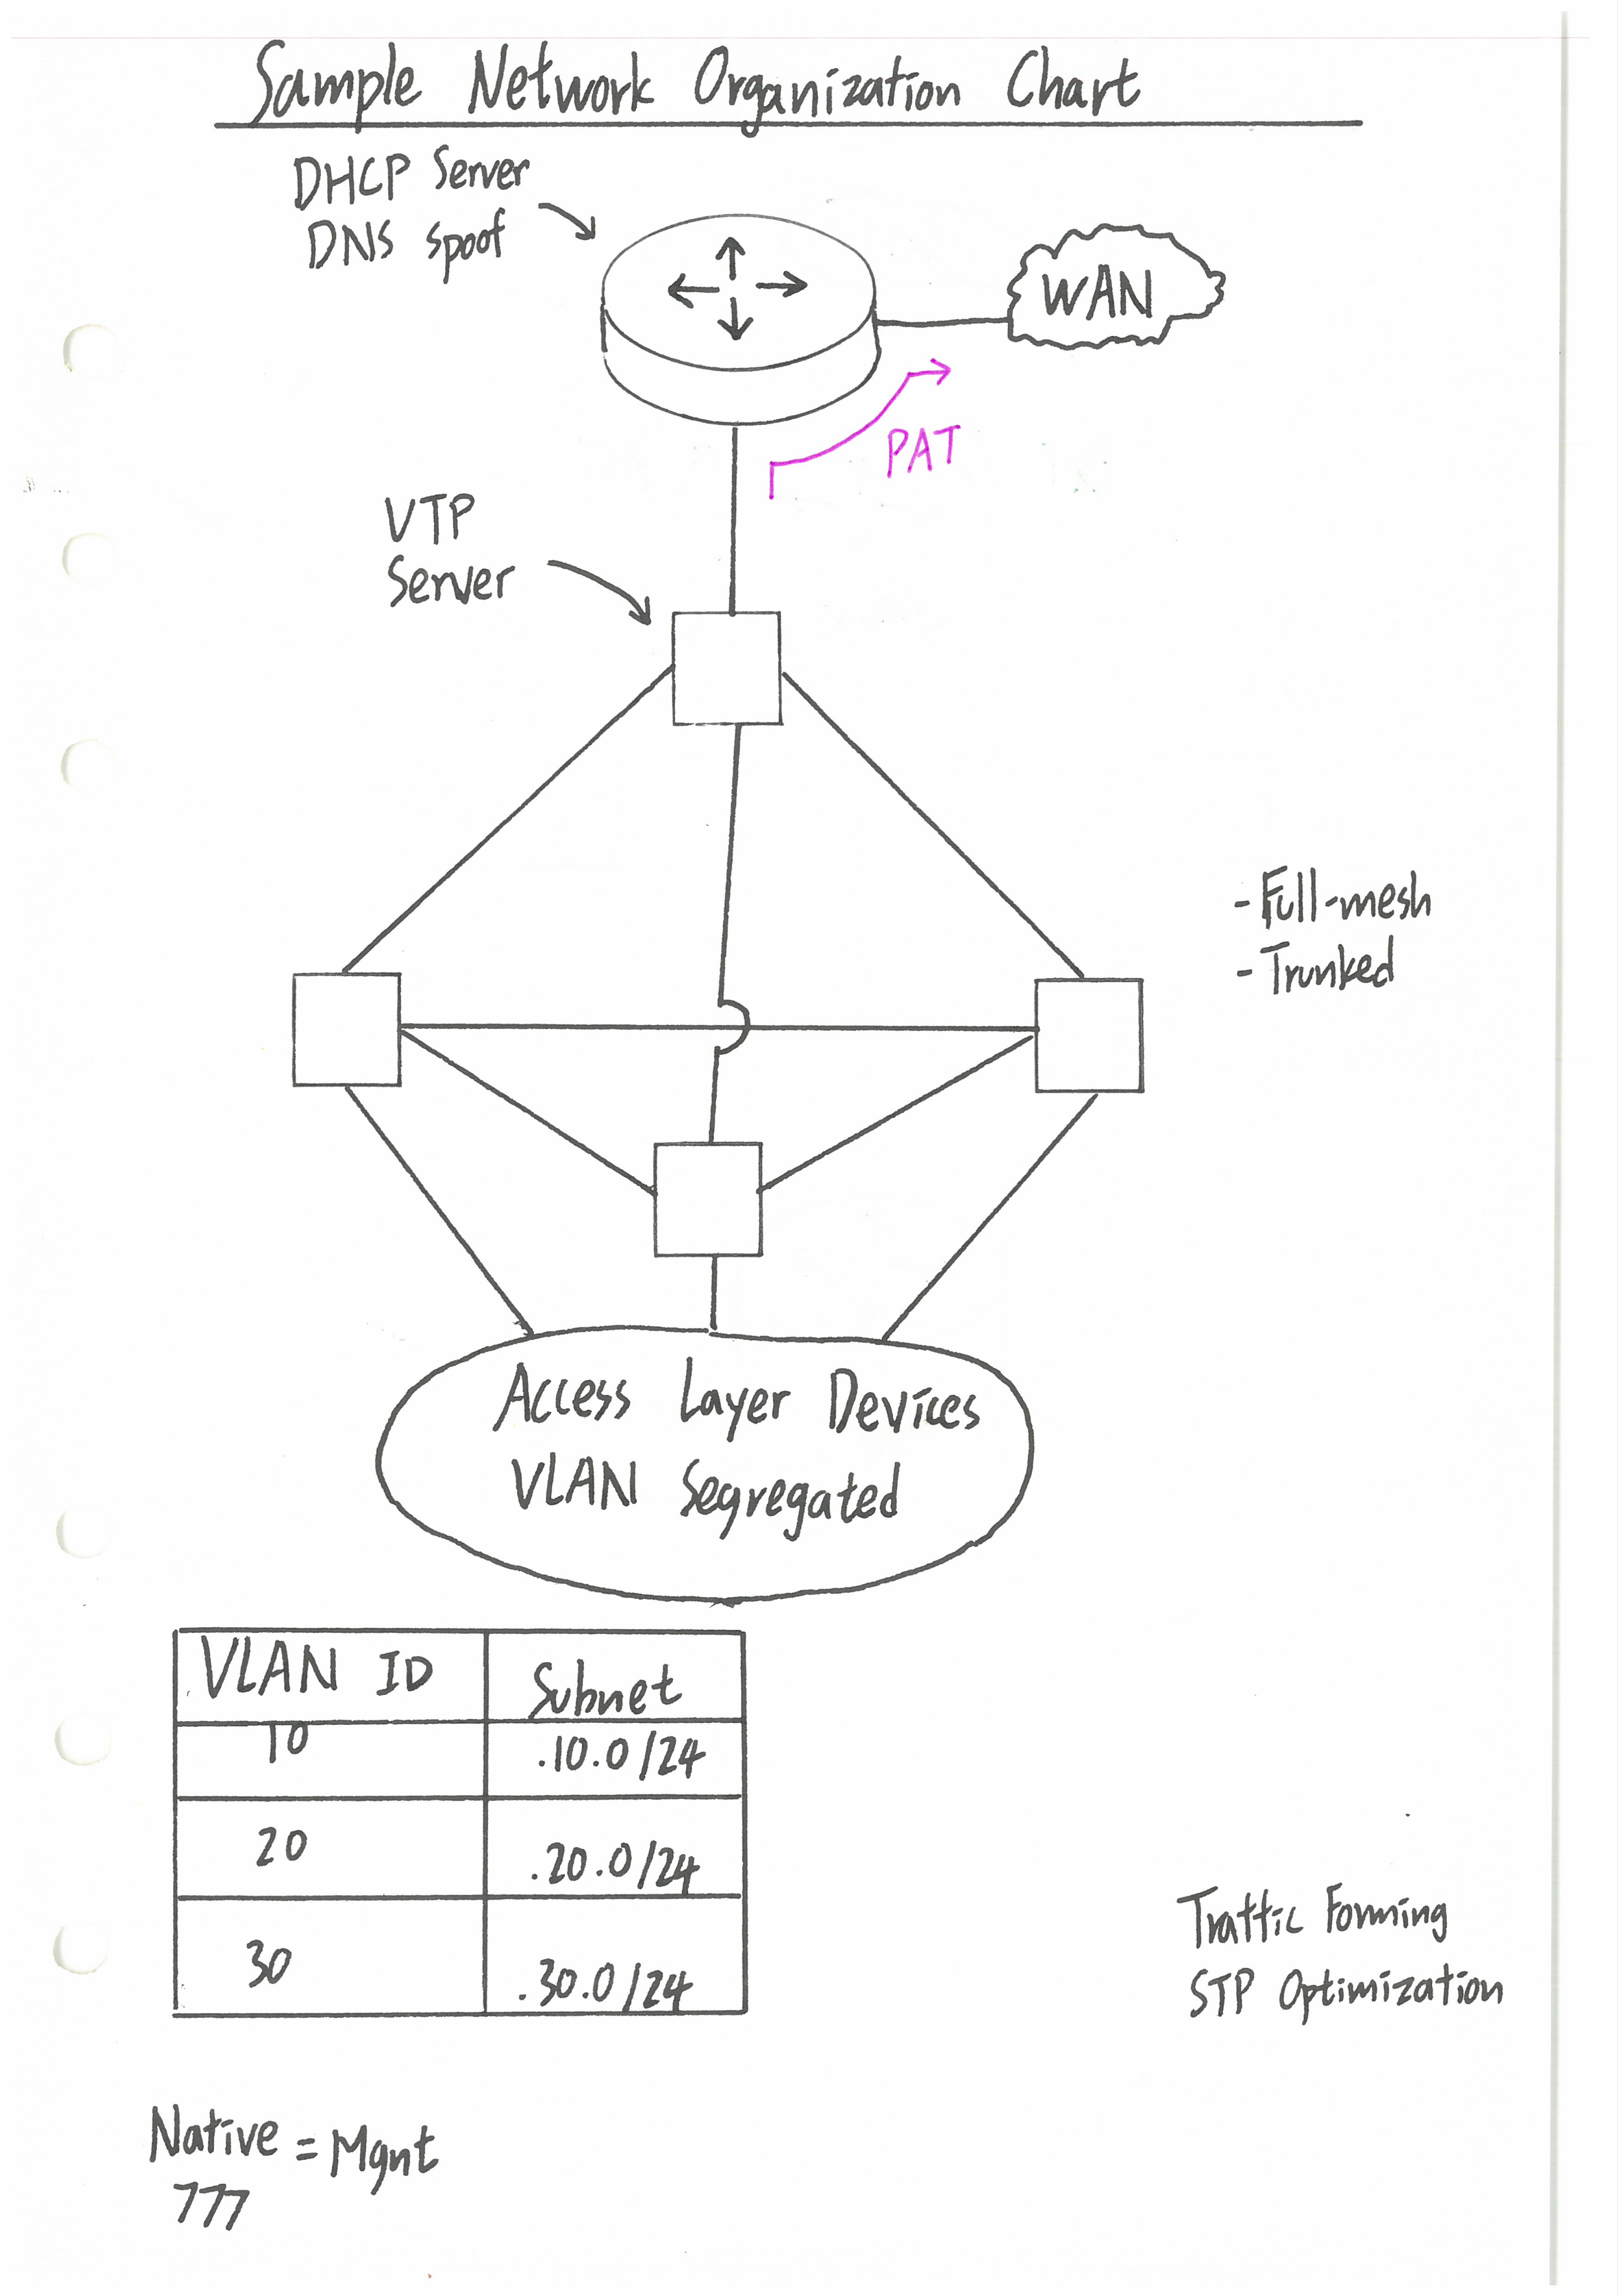 Sample Network Organization Chart
DHCP Server
DNS Spoof
WAN
PAT
VTP
Server
- Full-mesh
- Trunked
Access Layer Devices
VLAN Segregated
VLAN ID Subnet
10 .10.0/24
20 .20.0/24
30 .30.0/24
Traffic Forming
STP Optimization
Native = Mgnt
777